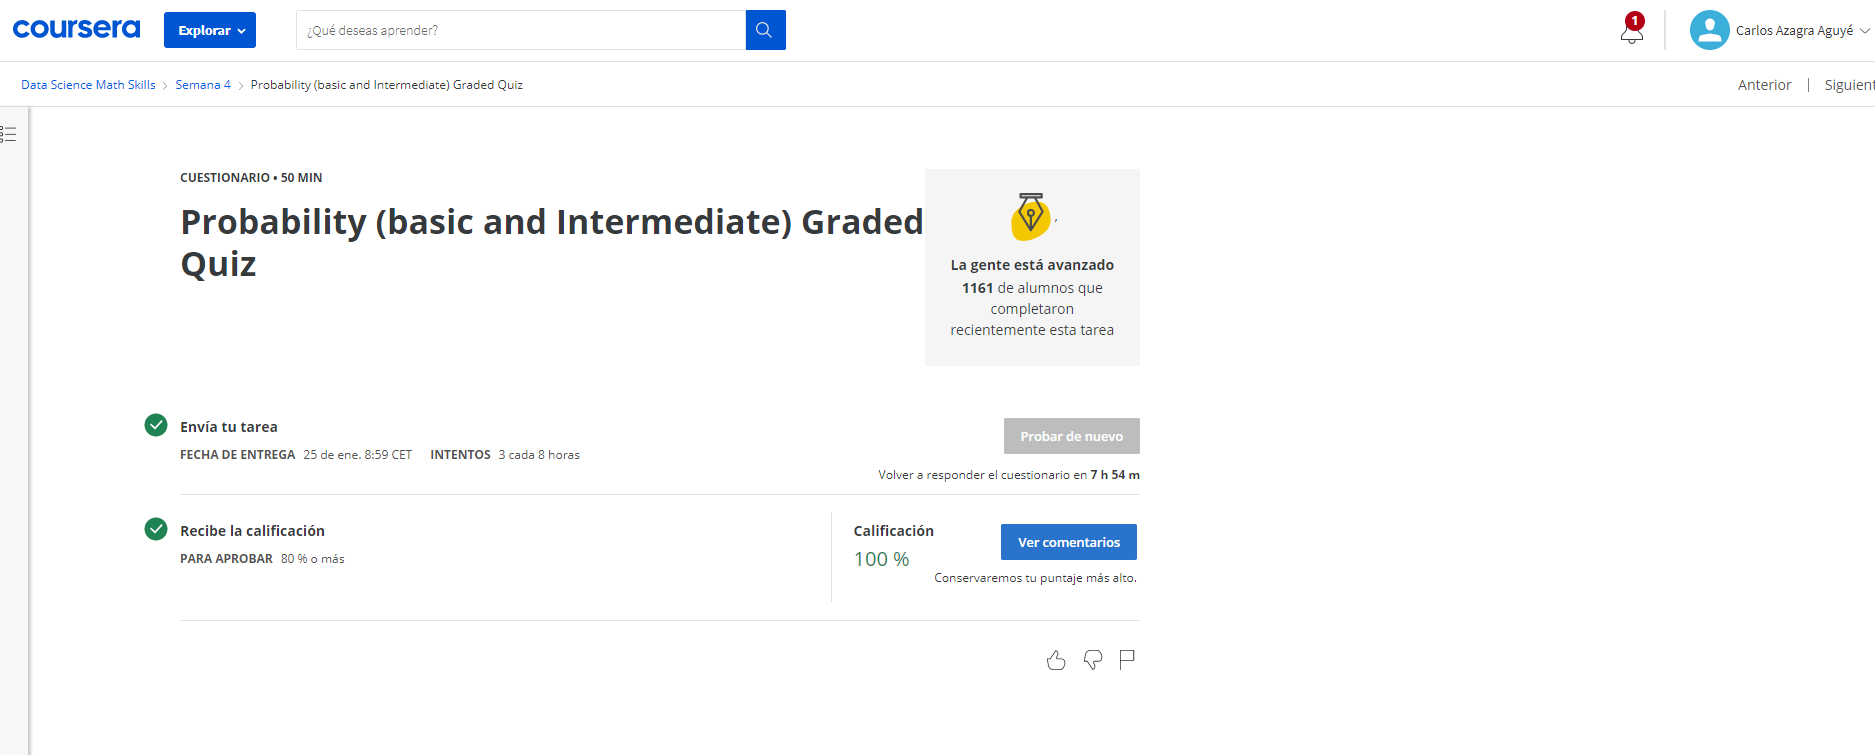 coursera
Explorar
¿Qué deseas aprender?
1
Carlos Azagra Aguyé
Data Science Math Skills
Semana 4
Probability (basic and Intermediate) Graded Quiz
Anterior
Siguient
CUESTIONARIO • 50 MIN
Probability (basic and Intermediate) Graded
Quiz
La gente está avanzado
1161 de alumnos que
completaron
recientemente esta tarea
Envía tu tarea
FECHA DE ENTREGA 25 de ene. 8:59 CET INTENTOS 3 cada 8 horas
Probar de nuevo
Volver a responder el cuestionario en 7 h 54 m
Recibe la calificación
PARA APROBAR 80 % o más
Calificación
100 %
Ver comentarios
Conservaremos tu puntaje más alto.